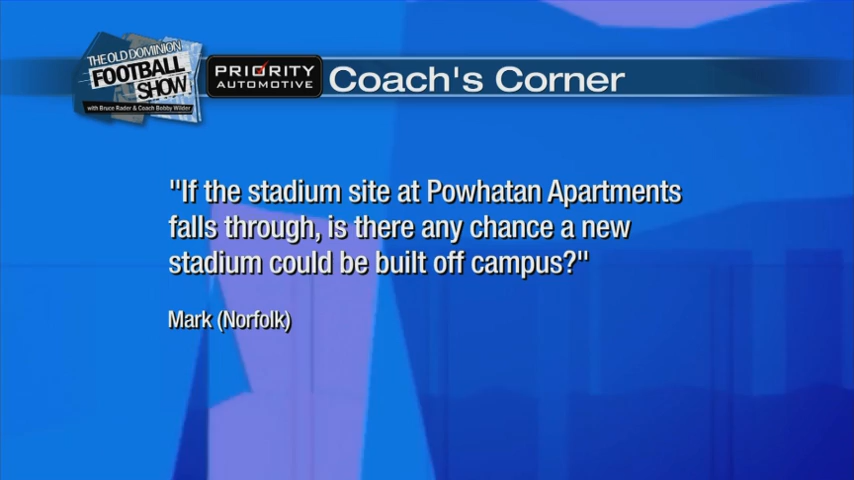 THE OLD DOMINION
FOOTBALL
SHOW
with Bruce Rader & Coach Bobby Wilder
PRIORITY
AUTOMOTIVE
Coach's Corner
"If the stadium site at Powhatan Apartments
falls through, is there any chance a new
stadium could be built off campus?"
Mark (Norfolk)